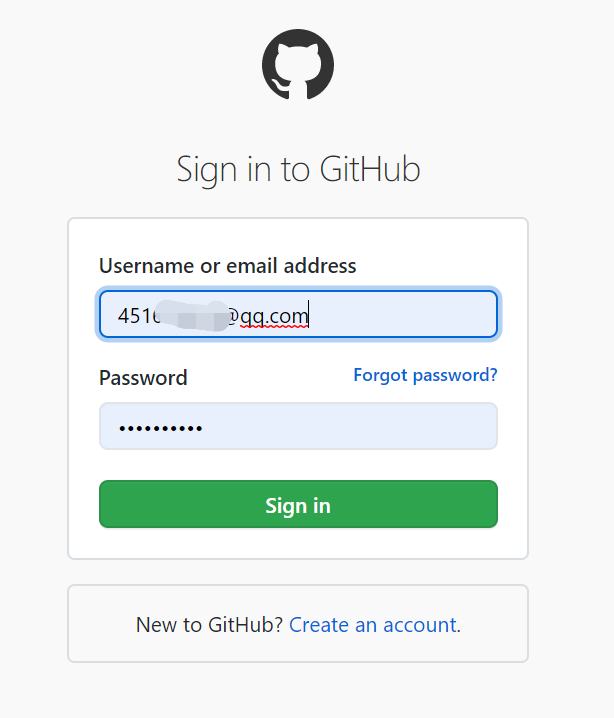 Sign in to GitHub
Username or email address
451 @qq.com
Password Forgot password?
••••••••••
Sign in
New to GitHub? Create an account.